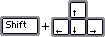 ↑
Shift + ← ↓ →